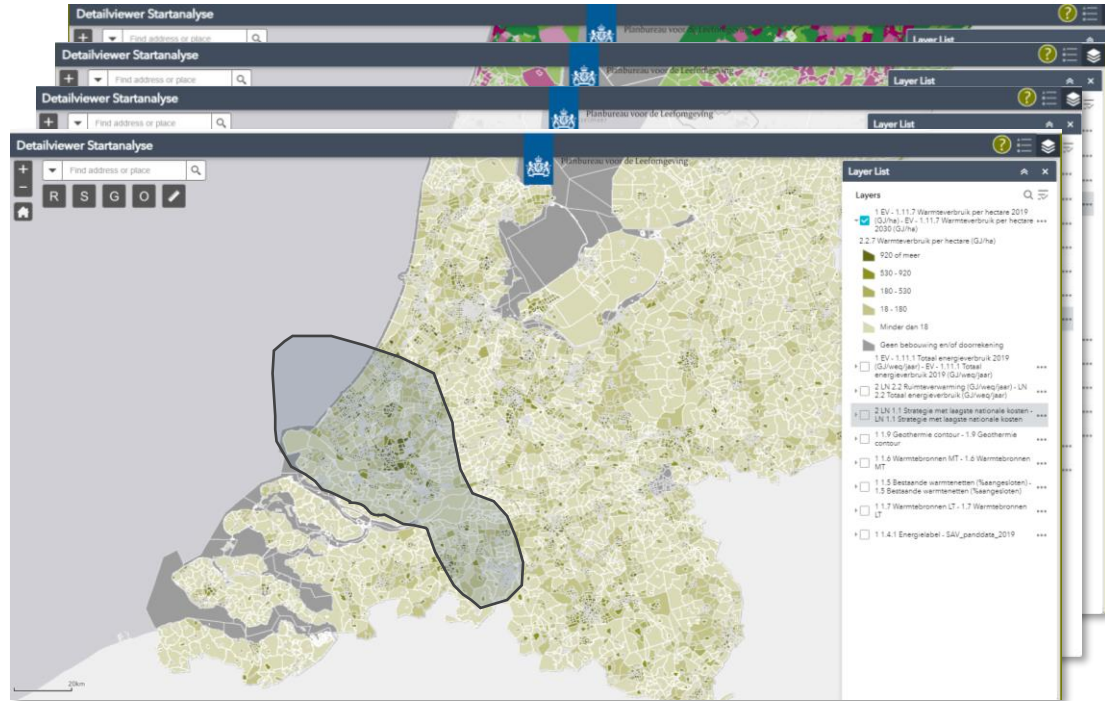 Detailviewer Startanalyse
Find address or place
Planbureau voor de Leefomgeving
Layer List
Detailviewer Startanalyse
Find address or place
Planbureau voor de Leefomgeving
Layer List
Detailviewer Startanalyse
Find address or place
Planbureau voor de Leefomgeving
Layer List
Detailviewer Startanalyse
Find address or place
Planbureau voor de Leefomgeving
R S G O
Layer List
Layers
1 EV - 1.11.7 Warmteverbruik per hectare 2019
(GJ/ha) - EV - 1.11.7 Warmteverbruik per hectare
2030 (GJ/ha)
2.2.7 Warmteverbruik per hectare (GJ/ha)
920 of meer
530 - 920
180 - 530
18 - 180
Minder dan 18
Geen bebouwing en/of doorrekening
1 EV - 1.11.1 Totaal energieverbruik 2019
(GJ/weq/jaar) - EV - 1.11.1 Totaal
energieverbruik 2019 (GJ/weq/jaar)
2 LN 2.2 Ruimteverwarming (GJ/weq/jaar) - LN
2.2 Totaal energieverbruik (GJ/weq/jaar)
2 LN 1.1 Strategie met laagste nationale kosten -
LN 1.1 Strategie met laagste nationale kosten
1 1.9 Geothermie contour - 1.9 Geothermie
contour
1 1.6 Warmtebronnen MT - 1.6 Warmtebronnen
MT
1 1.5 Bestaande warmtenetten (%aangesloten) -
1.5 Bestaande warmtenetten (%aangesloten)
1 1.7 Warmtebronnen LT - 1.7 Warmtebronnen
LT
1 1.4.1 Energielabel - SAV_panddata_2019
20km